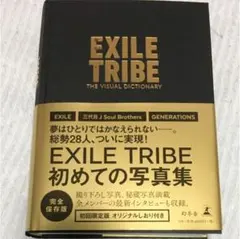 EXILE
TRIBE
THE VISUAL DICTIONARY
EXILE 三代目 J Soul Brothers GENERATIONS
夢はひとりではかなえられない——。
総勢28人、ついに実現!
EXILE TRIBE
初めての写真集
完全保存版
撮り下ろし写真、秘蔵写真満載
全メンバーの最新インタビューも収録。
初回限定版 オリジナルしおり付き
幻冬舎